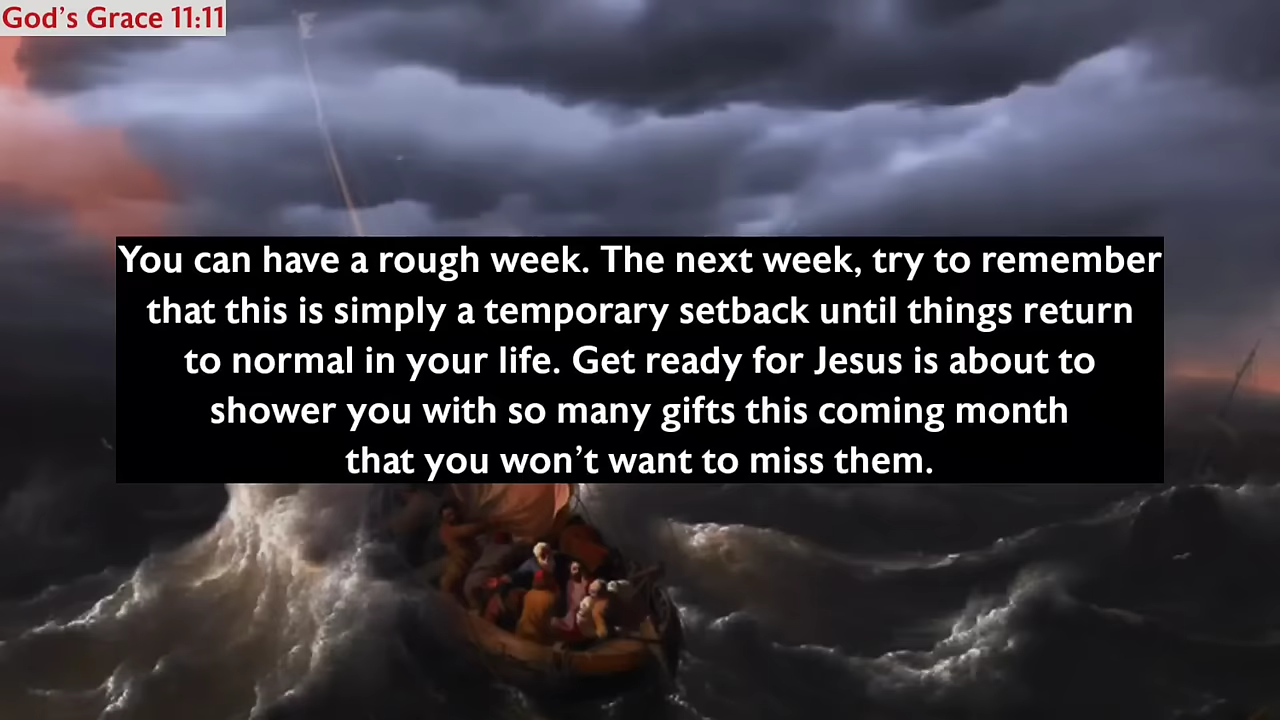 God’s Grace 11:11
You can have a rough week. The next week, try to remember
that this is simply a temporary setback until things return
to normal in your life. Get ready for Jesus is about to
shower you with so many gifts this coming month
that you won’t want to miss them.